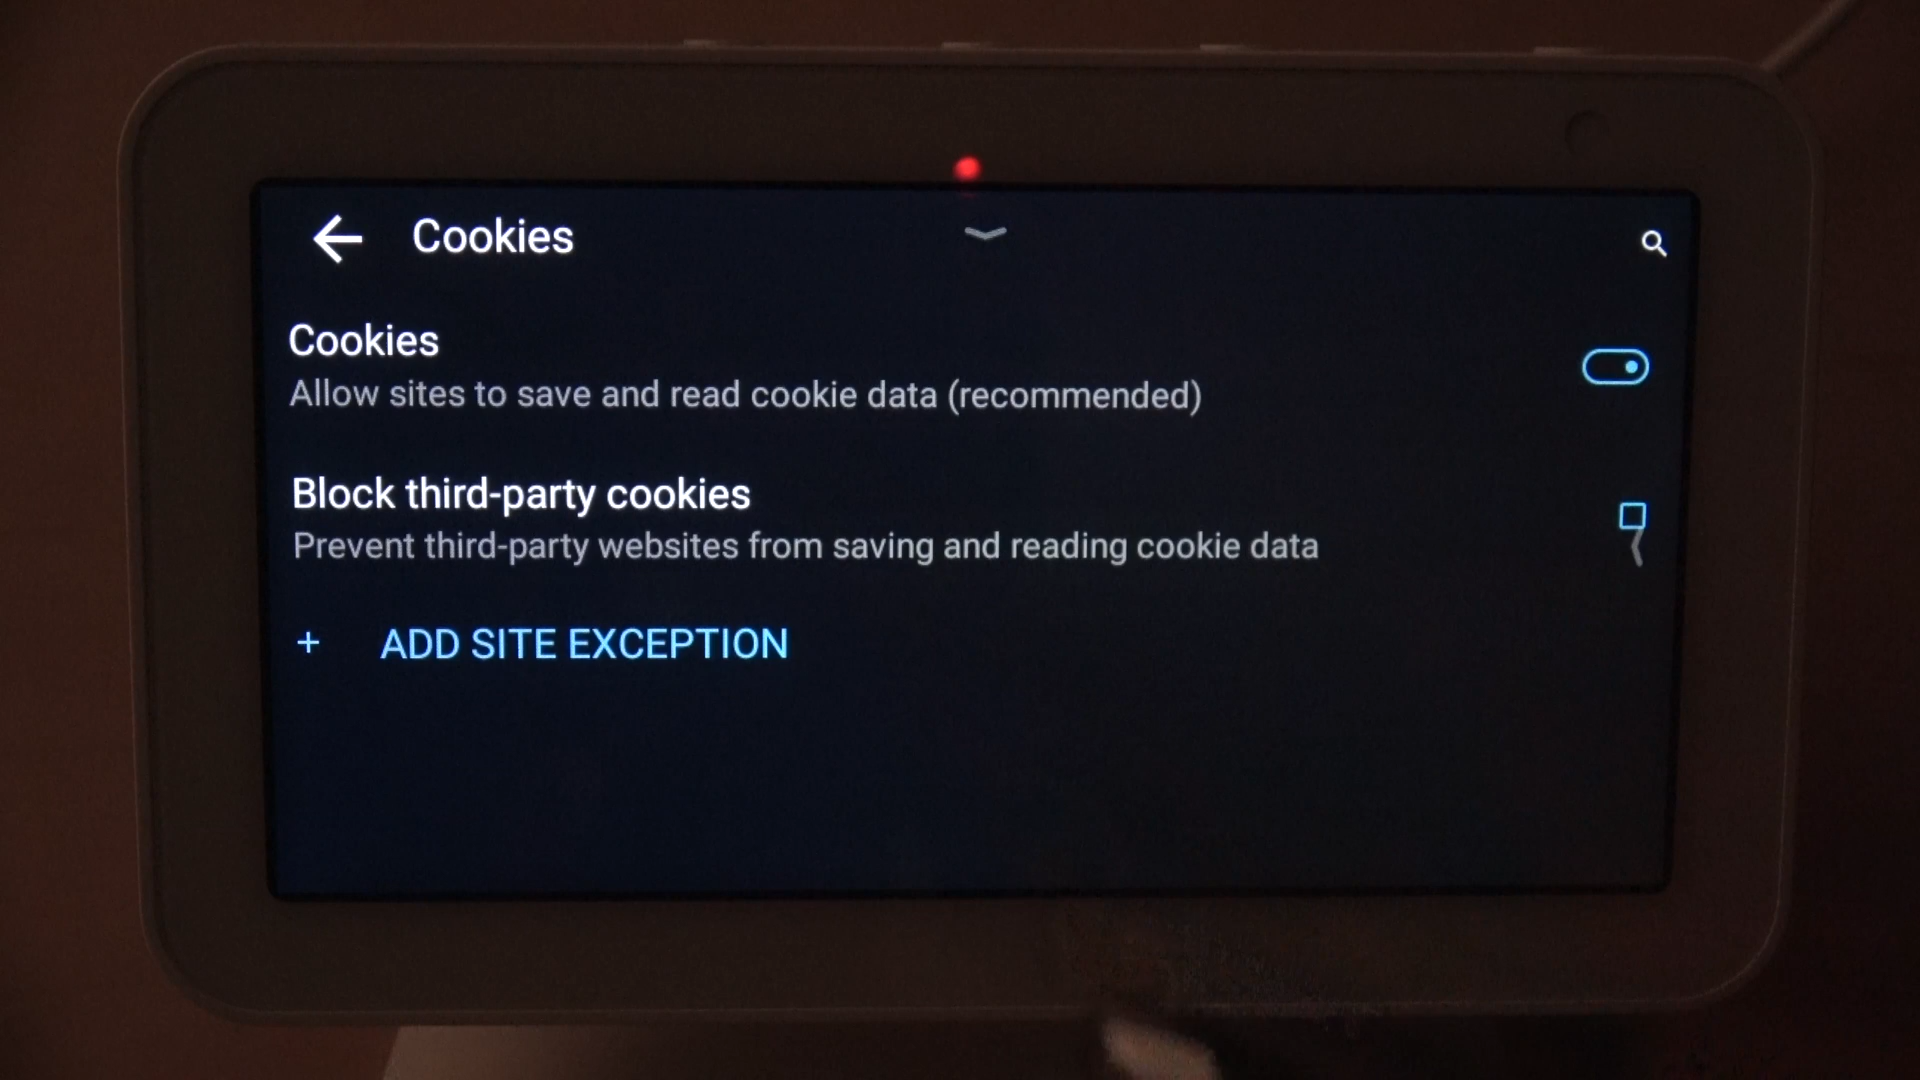 Cookies
Cookies
Allow sites to save and read cookie data (recommended)
Block third-party cookies
Prevent third-party websites from saving and reading cookie data
+ ADD SITE EXCEPTION